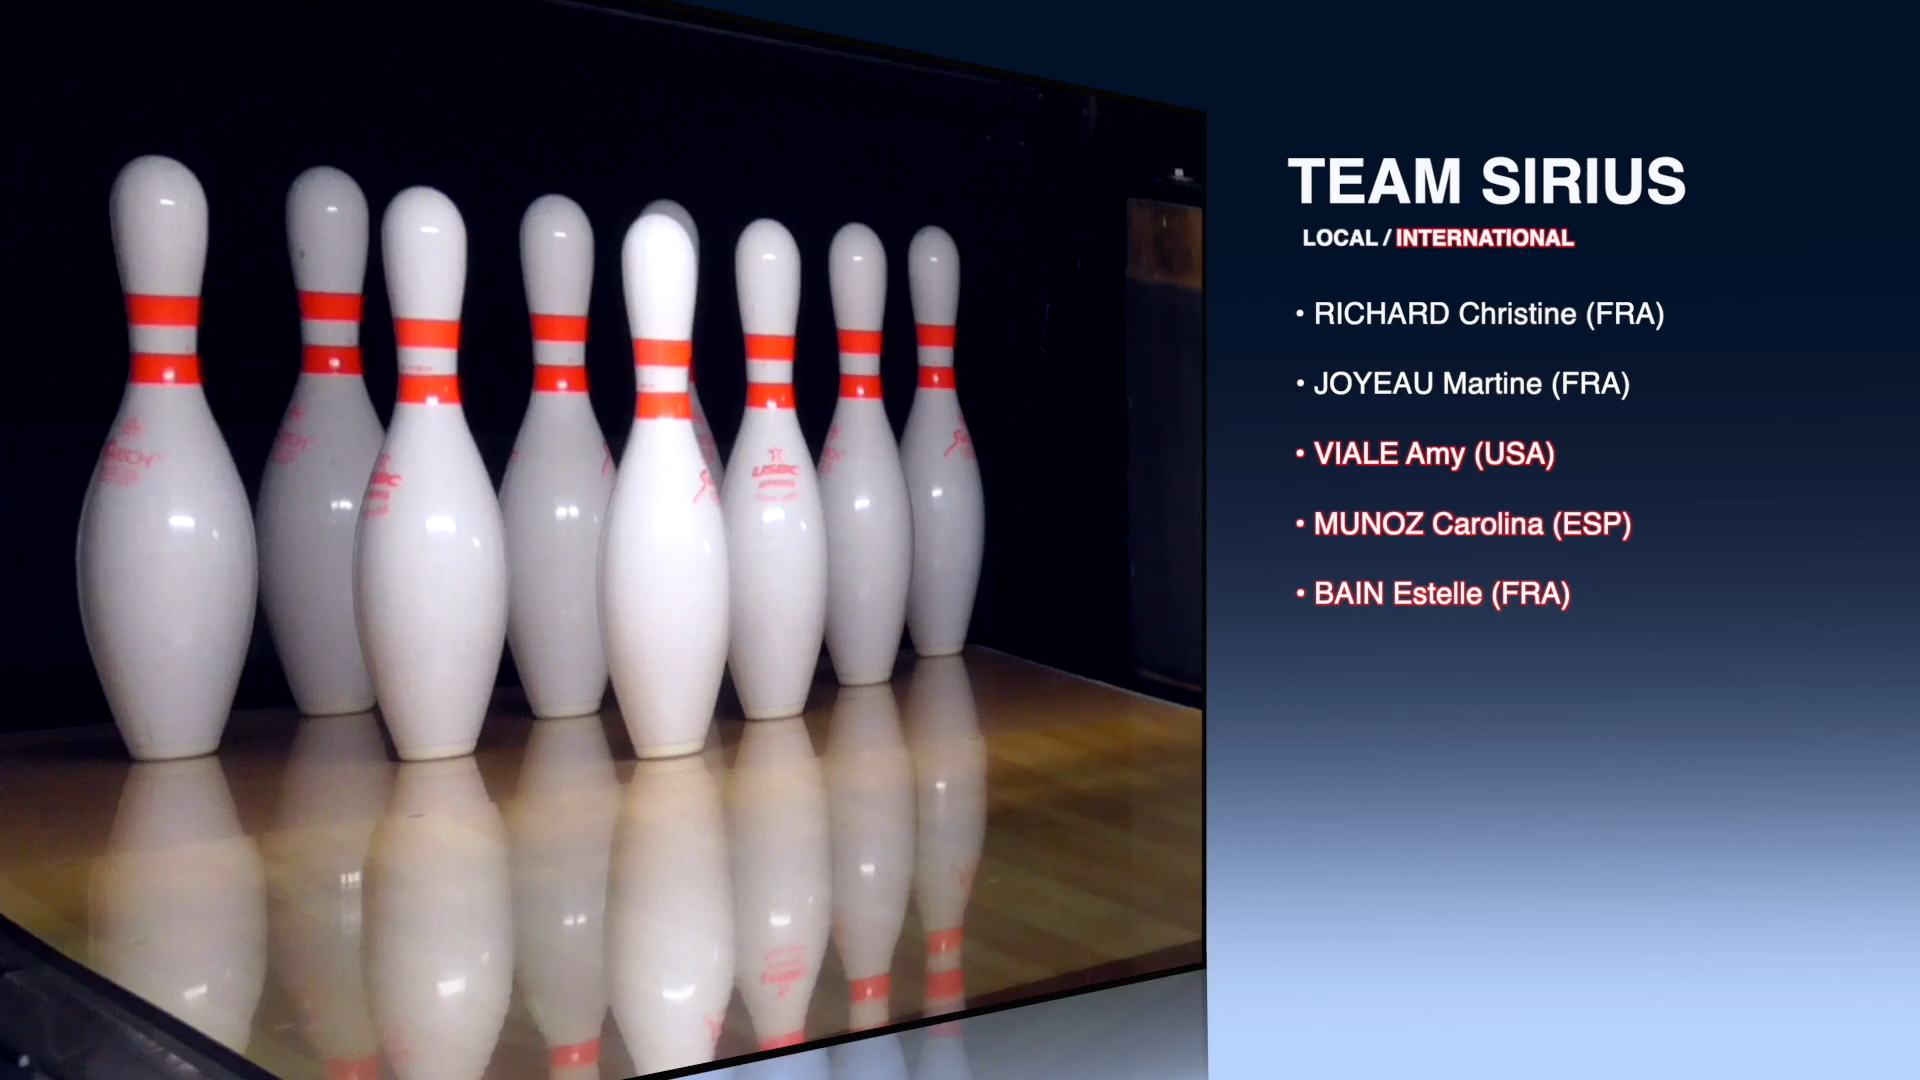 TEAM SIRIUS
LOCAL / INTERNATIONAL
• RICHARD Christine (FRA)
• JOYEAU Martine (FRA)
• VIALE Amy (USA)
• MUNOZ Carolina (ESP)
• BAIN Estelle (FRA)
USBC